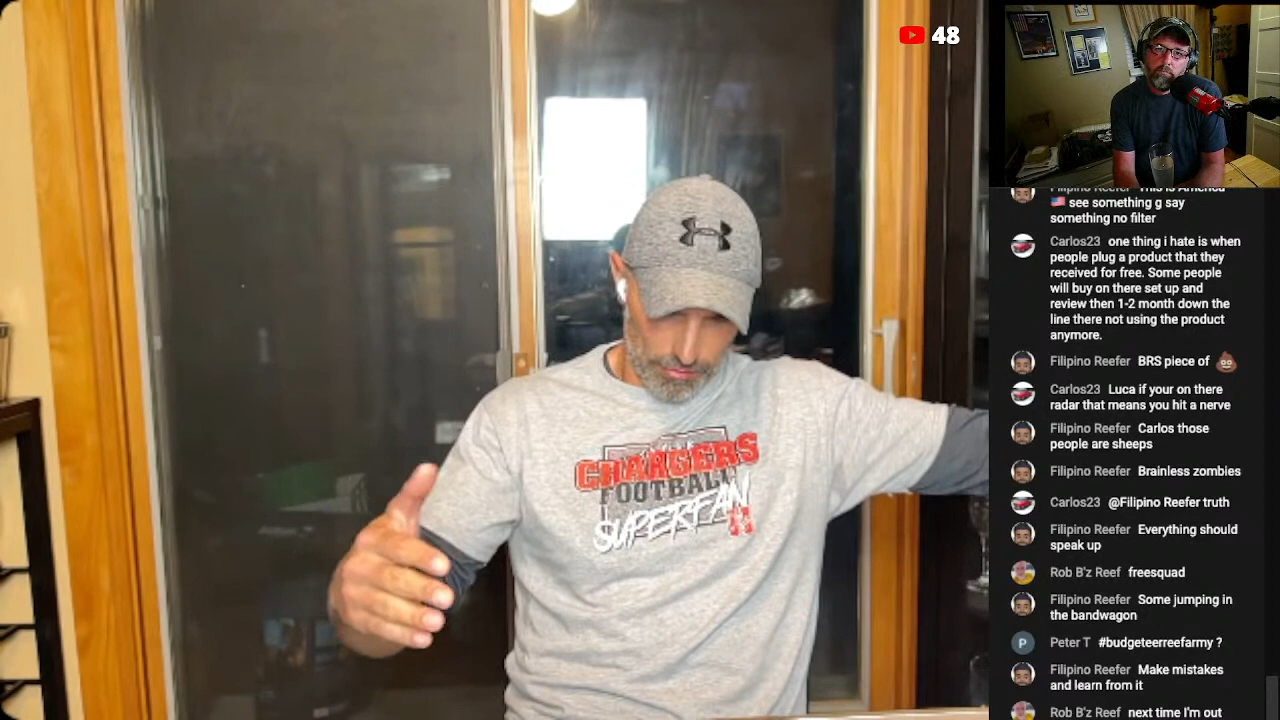 48
CHARGERS
FOOTBALL
SUPERFAN
Filipino Reefer This is America
🇺🇸 see something g say
something no filter
Carlos23 one thing i hate is when
people plug a product that they
received for free. Some people
will buy on there set up and
review then 1-2 month down the
line there not using the product
anymore.
Filipino Reefer BRS piece of 💩
Carlos23 Luca if your on there
radar that means you hit a nerve
Filipino Reefer Carlos those
people are sheeps
Filipino Reefer Brainless zombies
Carlos23 @Filipino Reefer truth
Filipino Reefer Everything should
speak up
Rob B'z Reef freesquad
Filipino Reefer Some jumping in
the bandwagon
P Peter T #budgeteerreefarmy ?
Filipino Reefer Make mistakes
and learn from it
Rob B'z Reef next time I'm out